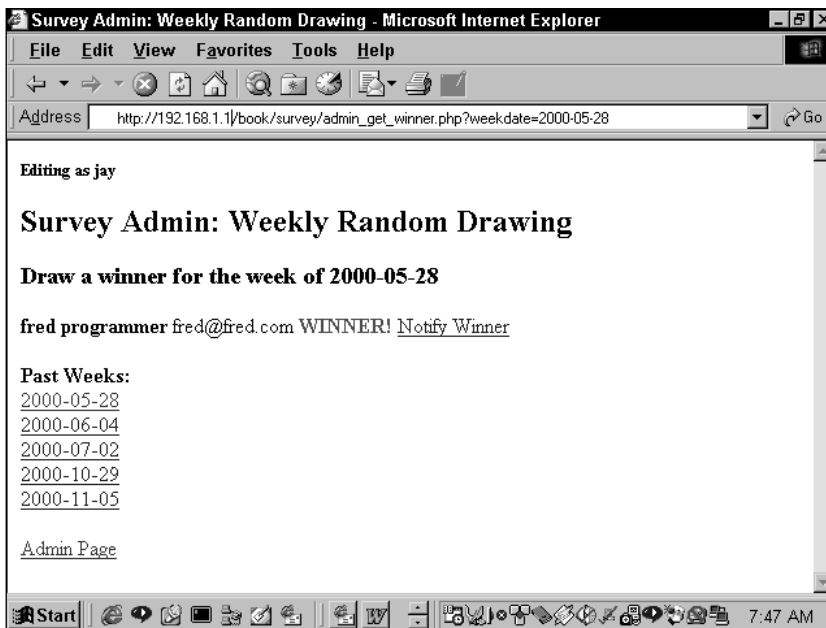 Survey Admin: Weekly Random Drawing - Microsoft Internet Explorer
File Edit View Favorites Tools Help
Address http://192.168.1.1/book/survey/admin_get_winner.php?weekdate=2000-05-28 Go
Editing as jay
Survey Admin: Weekly Random Drawing
Draw a winner for the week of 2000-05-28
fred programmer fred@fred.com WINNER! Notify Winner
Past Weeks:
2000-05-28
2000-06-04
2000-07-02
2000-10-29
2000-11-05
Admin Page
Start 7:47 AM